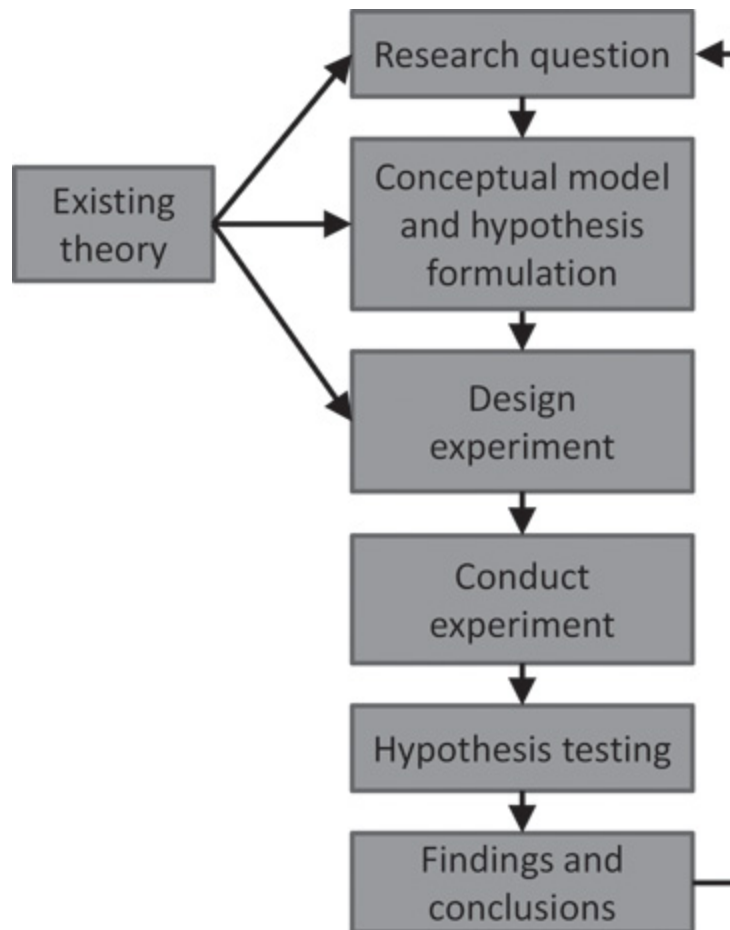 Research question
Existing
theory
Conceptual model
and hypothesis
formulation
Design
experiment
Conduct
experiment
Hypothesis testing
Findings and
conclusions